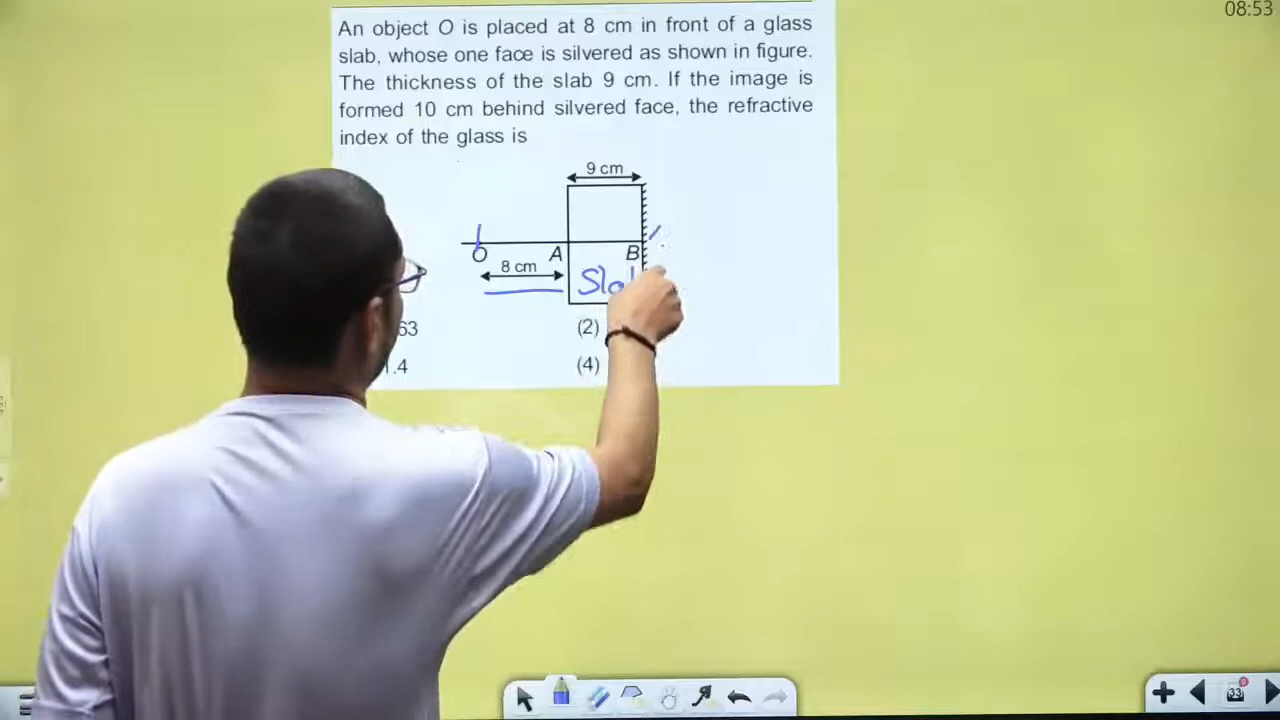 08:53
An object O is placed at 8 cm in front of a glass
slab, whose one face is silvered as shown in figure.
The thickness of the slab 9 cm. If the image is
formed 10 cm behind silvered face, the refractive
index of the glass is
9 cm
O
A
B
8 cm
63
(2)
.4
(4)
33